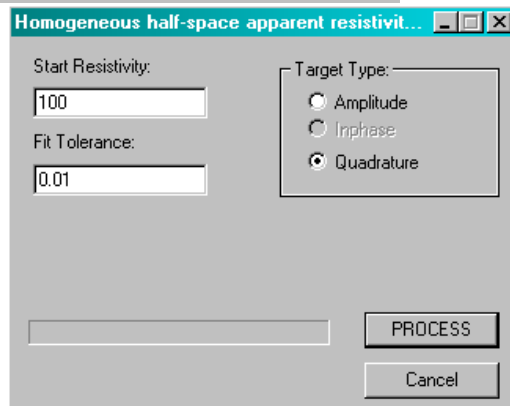 Homogeneous half-space apparent resistivit...
Start Resistivity:
100
Fit Tolerance:
0.01
Target Type:
Amplitude
Inphase
Quadrature
PROCESS
Cancel